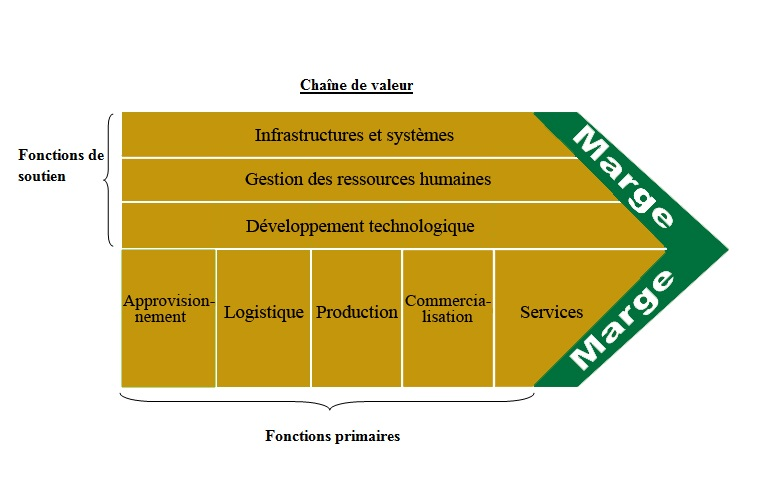 Chaîne de valeur
Fonctions de
soutien
Infrastructures et systèmes
Gestion des ressources humaines
Développement technologique
Marge
Approvision-
nement
Logistique
Production
Commercia-
lisation
Services
Marge
Fonctions primaires